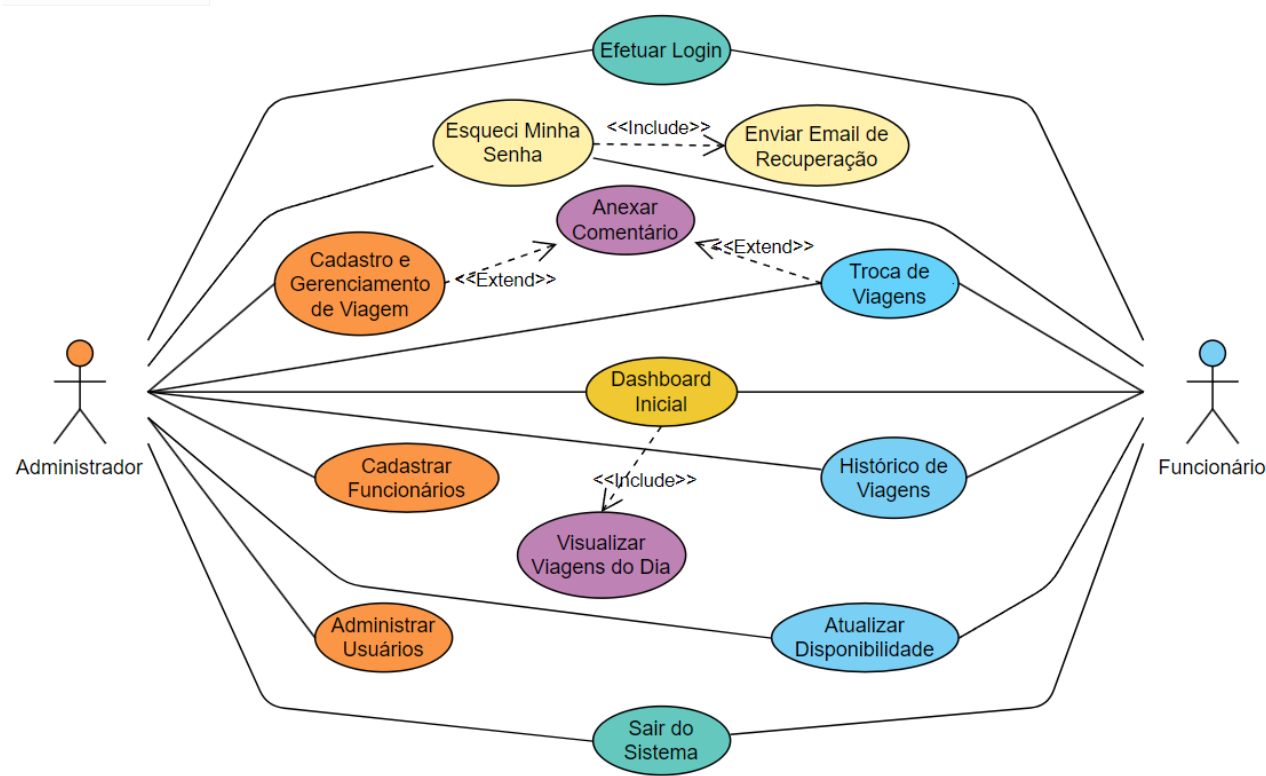 Efetuar Login
Esqueci Minha
Senha
<<Include>>
Enviar Email de
Recuperação
Anexar
Comentário
Cadastro e
Gerenciamento
de Viagem
<<Extend>>
<<Extend>>
Troca de
Viagens
Dashboard
Inicial
Administrador
Funcionário
Cadastrar
Funcionários
<<Include>>
Histórico de
Viagens
Visualizar
Viagens do Dia
Administrar
Usuários
Atualizar
Disponibilidade
Sair do
Sistema